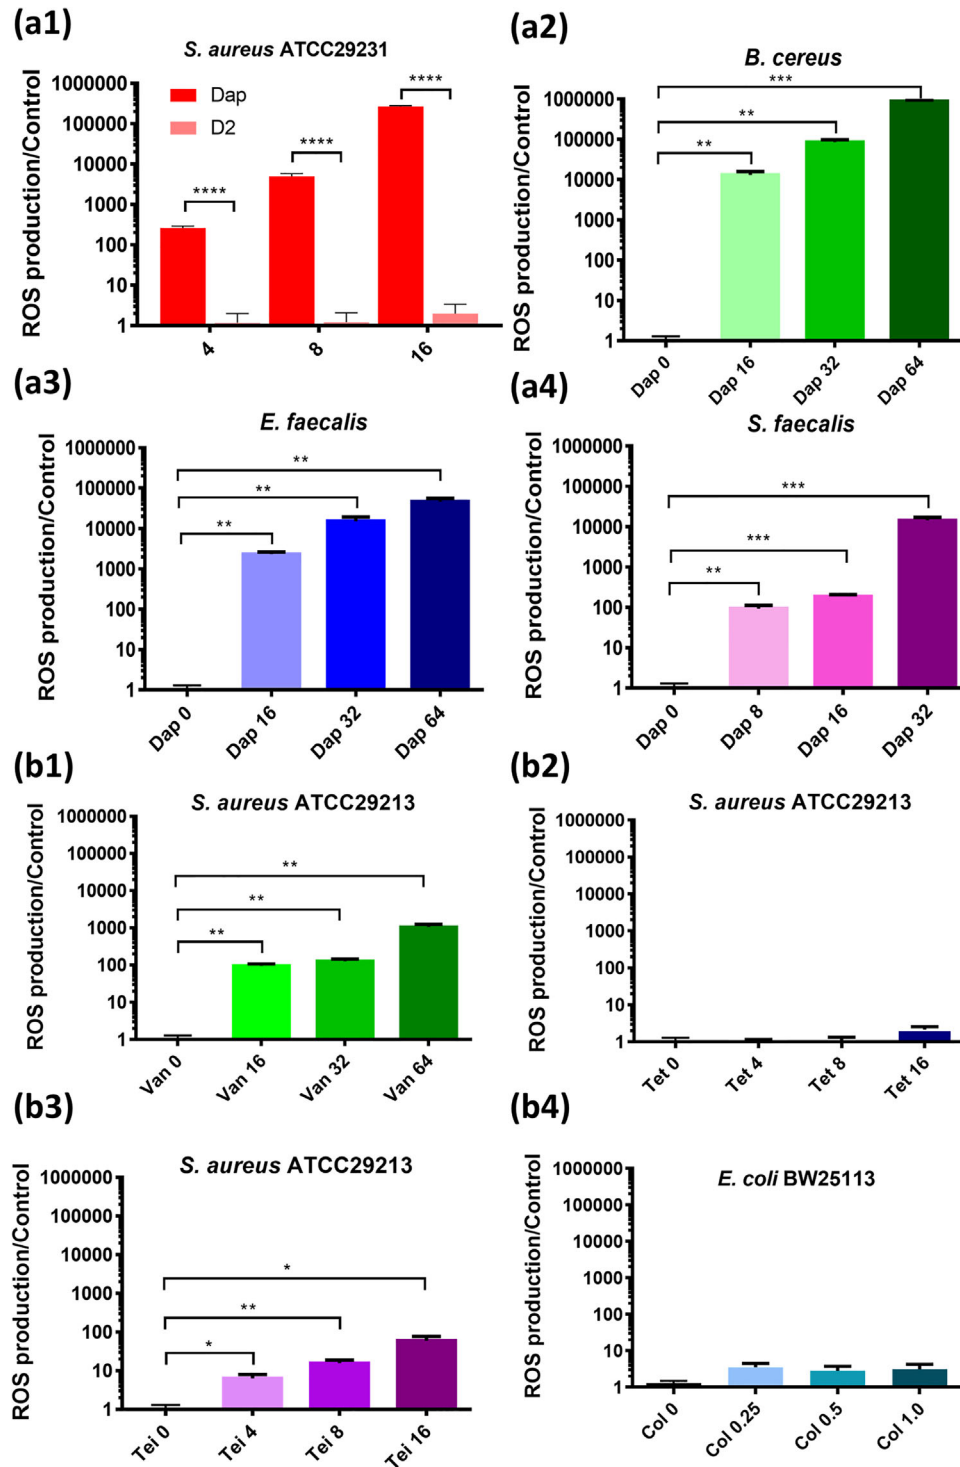 (a1)
S. aureus ATCC29231
ROS production/Control
1000000
100000
10000
1000
100
10
1
Dap
D2
****
****
****
4
8
16
(a2)
B. cereus
ROS production/Control
1000000
100000
10000
1000
100
10
1
***
**
**
Dap 0
Dap 16
Dap 32
Dap 64
(a3)
E. faecalis
ROS production/Control
1000000
100000
10000
1000
100
10
1
**
**
**
Dap 0
Dap 16
Dap 32
Dap 64
(a4)
S. faecalis
ROS production/Control
1000000
100000
10000
1000
100
10
1
***
***
**
Dap 0
Dap 8
Dap 16
Dap 32
(b1)
S. aureus ATCC29213
ROS production/Control
1000000
100000
10000
1000
100
10
1
**
**
**
Van 0
Van 16
Van 32
Van 64
(b2)
S. aureus ATCC29213
ROS production/Control
1000000
100000
10000
1000
100
10
1
Tet 0
Tet 4
Tet 8
Tet 16
(b3)
S. aureus ATCC29213
ROS production/Control
1000000
100000
10000
1000
100
10
1
*
**
*
Tei 0
Tei 4
Tei 8
Tei 16
(b4)
E. coli BW25113
ROS production/Control
1000000
100000
10000
1000
100
10
1
Col 0
Col 0.25
Col 0.5
Col 1.0